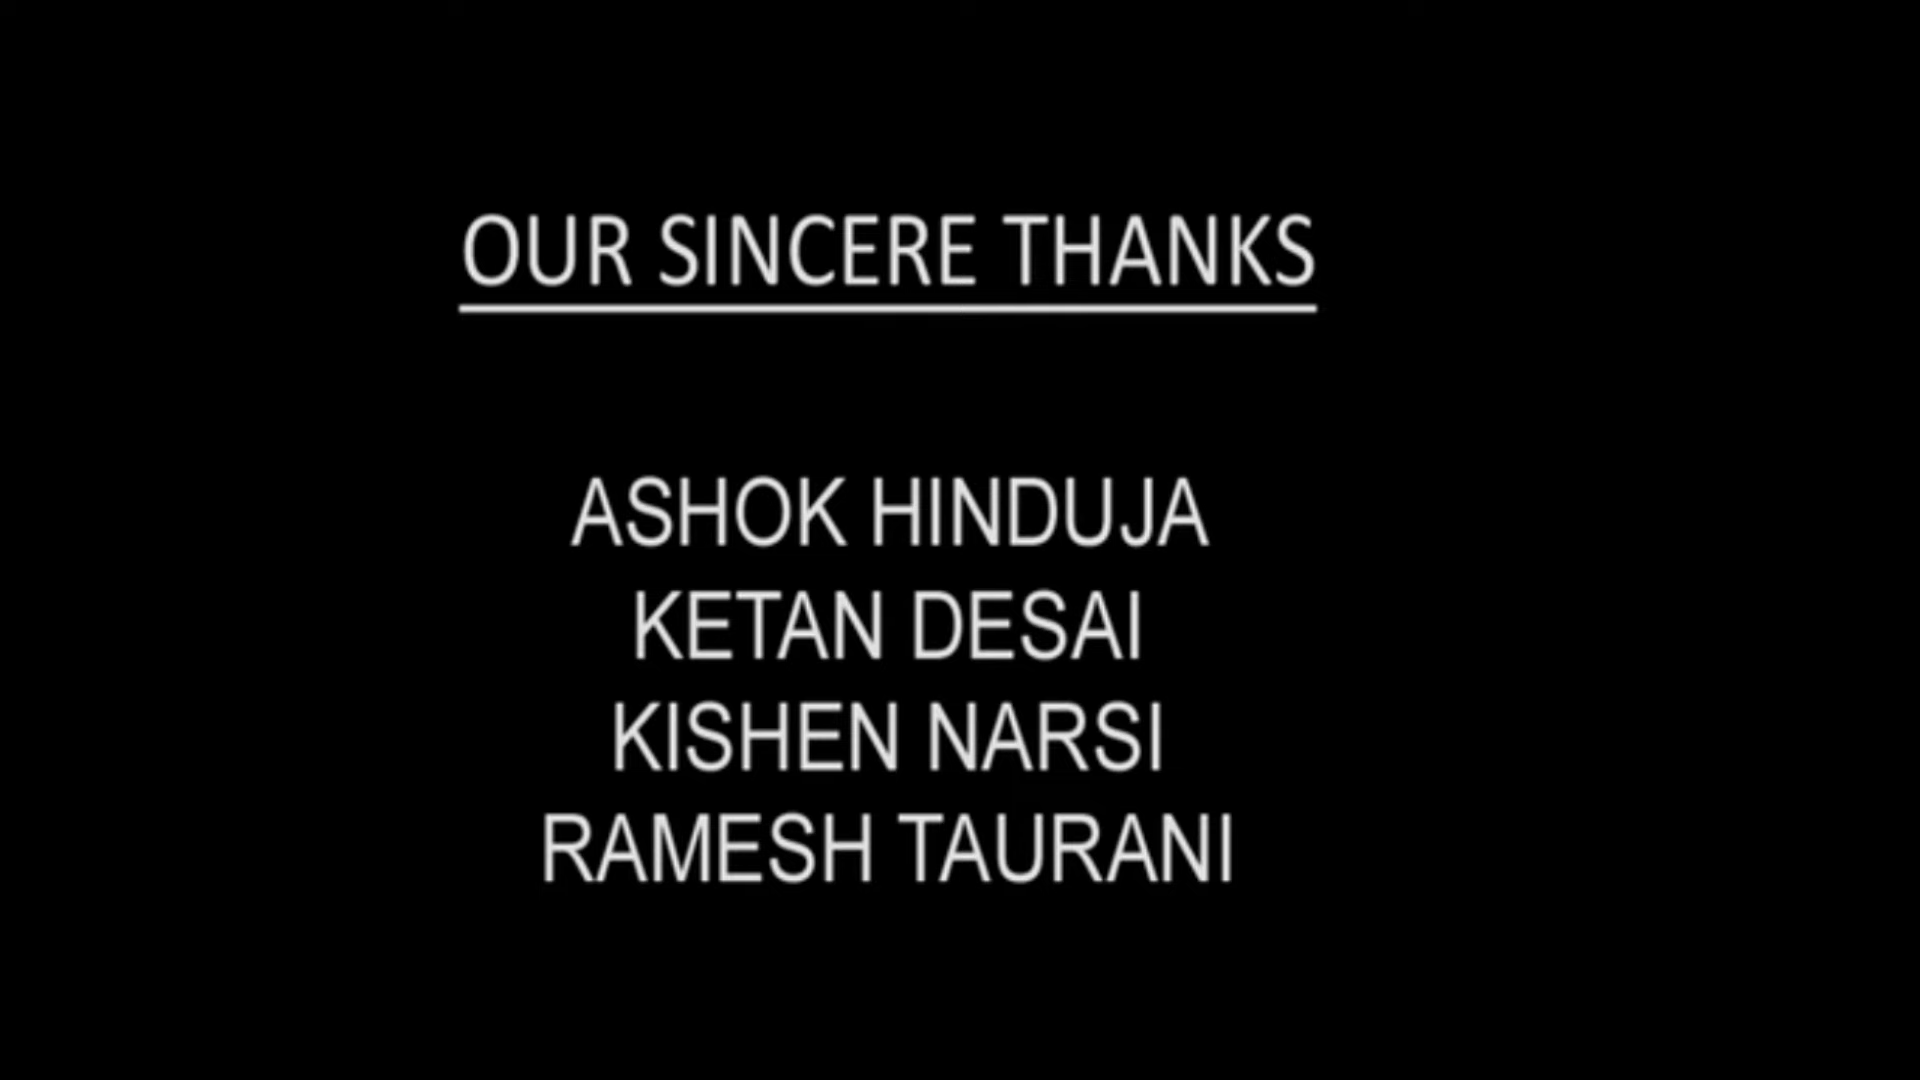 OUR SINCERE THANKS
ASHOK HINDUJA
KETAN DESAI
KISHEN NARSI
RAMESH TAURANI